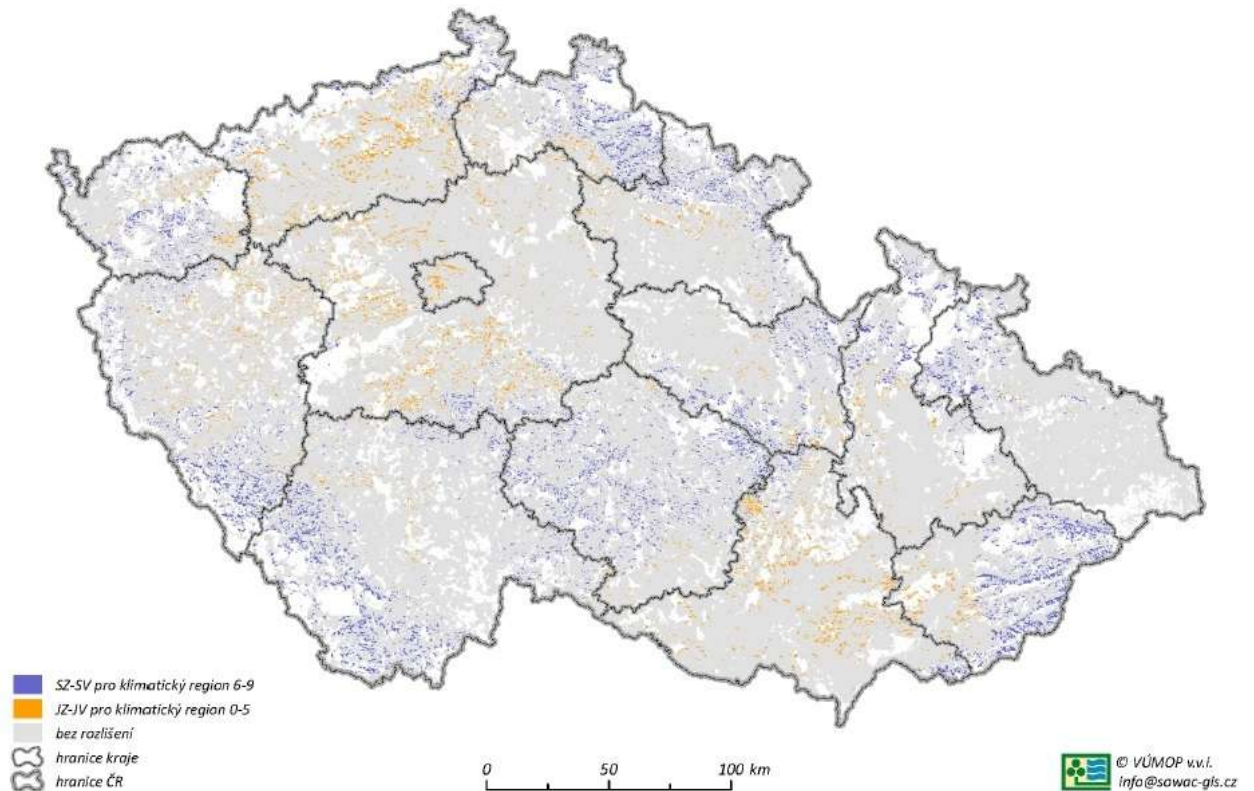 SZ-SV pro klimatický region 6-9
JZ-JV pro klimatický region 0-5
bez rozlišení
hranice kraje
hranice ČR
0 50 100 km
© VÚMOP v.v.i.
info@sowac-gis.cz